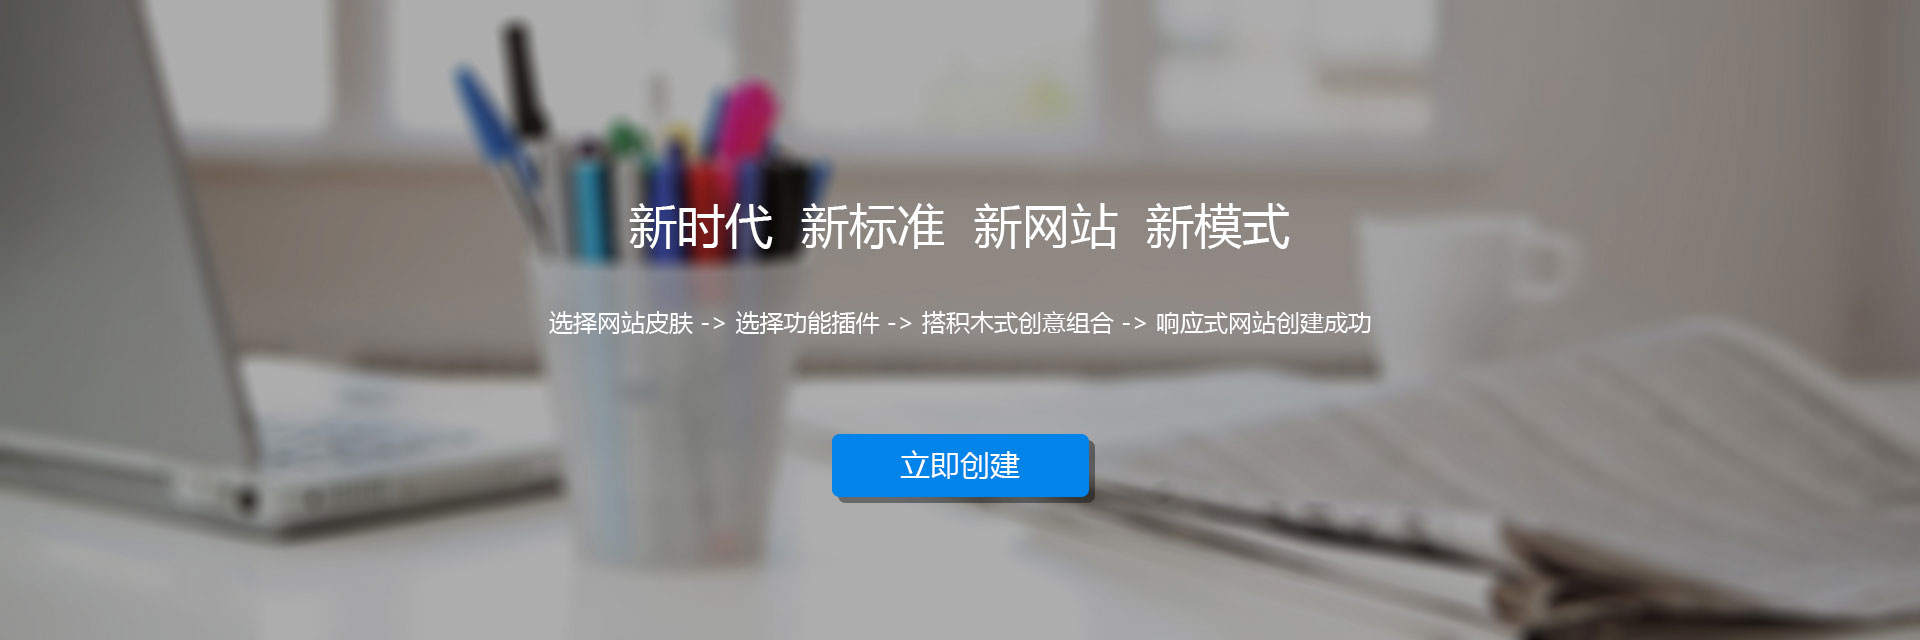 新时代 新标准 新网站 新模式
选择网站皮肤 -> 选择功能插件 -> 搭积木式创意组合 -> 响应式网站创建成功
立即创建